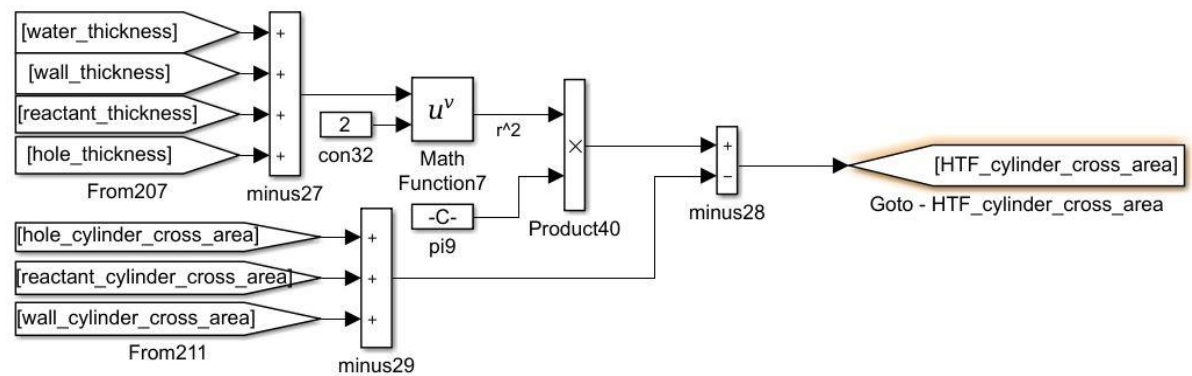 [water_thickness]
[wall_thickness]
[reactant_thickness]
[hole_thickness]
From207
+
+
+
+
minus27
2
con32
u^v
Math
Function7
r^2
-C-
pi9
×
Product40
[hole_cylinder_cross_area]
[reactant_cylinder_cross_area]
[wall_cylinder_cross_area]
From211
+
+
+
minus29
+
−
minus28
[HTF_cylinder_cross_area]
Goto - HTF_cylinder_cross_area